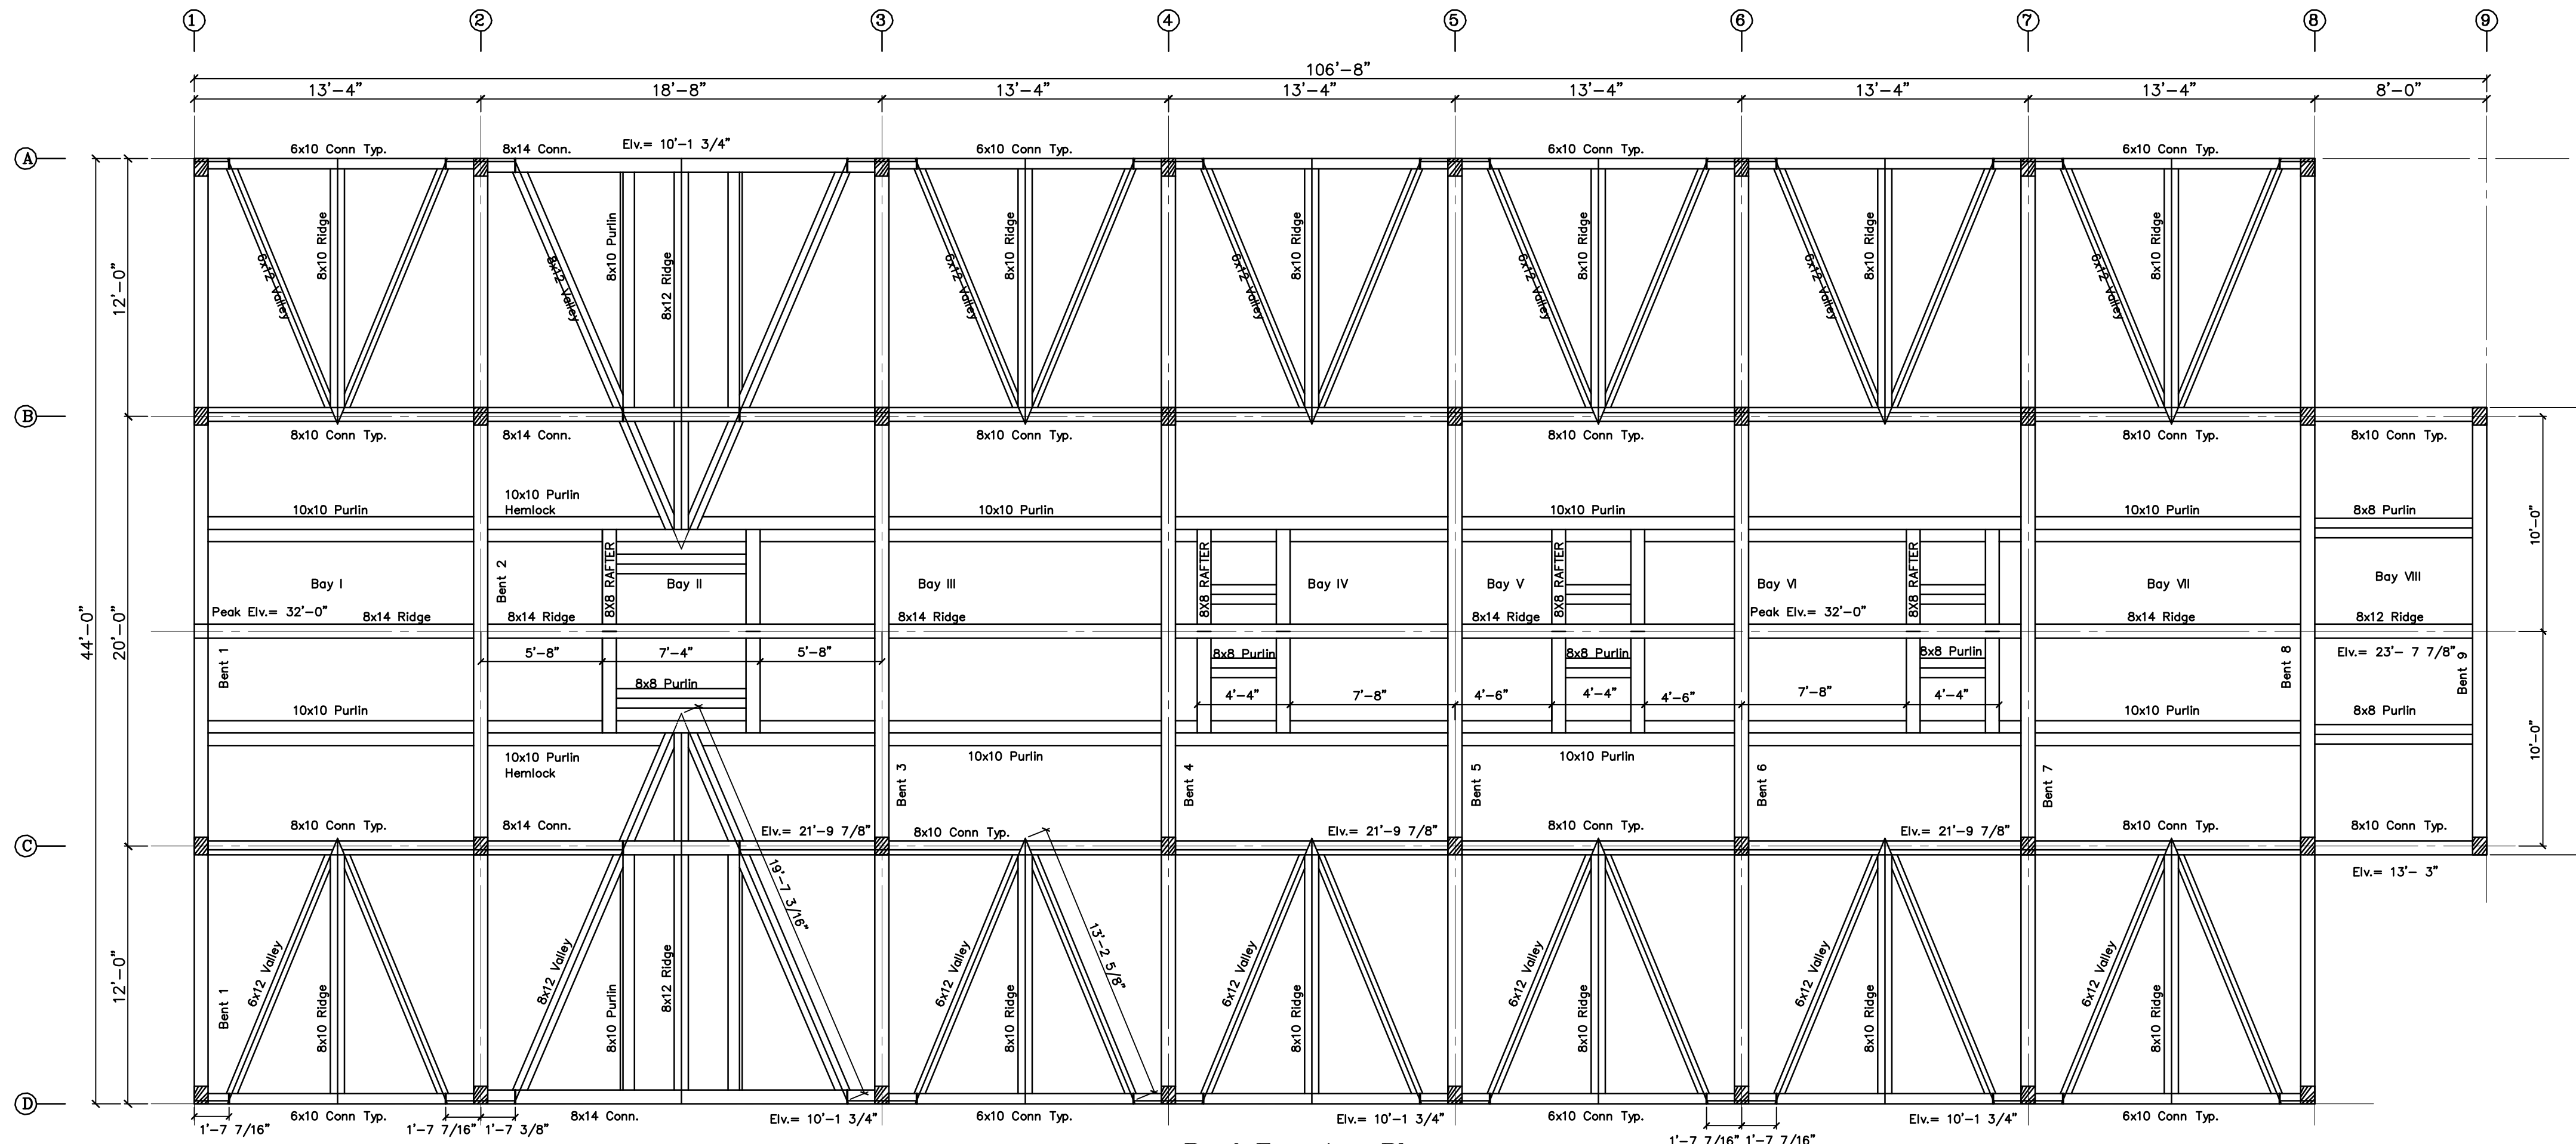 1 2 3 4 5 6 7 8 9
106'-8"
13'-4" 18'-8" 13'-4" 13'-4" 13'-4" 13'-4" 13'-4" 8'-0"
Elv.= 10'-1 3/4"
A
6x10 Conn Typ. 8x14 Conn. 6x10 Conn Typ. 6x10 Conn Typ. 6x10 Conn Typ.
12'-0"
6x12 Valley 8x10 Ridge 8x12 Valley 8x10 Purlin 8x12 Ridge 6x12 Valley 8x10 Ridge 6x12 Valley 8x10 Ridge 6x12 Valley 8x10 Ridge 6x12 Valley 8x10 Ridge 6x12 Valley 8x10 Ridge
B
8x10 Conn Typ. 8x14 Conn. 8x10 Conn Typ. 8x10 Conn Typ. 8x10 Conn Typ. 8x10 Conn Typ.
10x10 Purlin
10x10 Purlin
Hemlock
10x10 Purlin 10x10 Purlin 10x10 Purlin 8x8 Purlin
10'-0"
Bent 2
8X8 RAFTER 8X8 RAFTER 8X8 RAFTER 8X8 RAFTER
Bay I Bay II Bay III Bay IV Bay V Bay VI Bay VII Bay VIII
Peak Elv.= 32'-0" Peak Elv.= 32'-0"
8x14 Ridge 8x14 Ridge 8x14 Ridge 8x14 Ridge 8x14 Ridge 8x12 Ridge
44'-0"
20'-0"
Bent 1
5'-8" 7'-4" 5'-8"
8x8 Purlin 8x8 Purlin 8x8 Purlin 8x8 Purlin
Elv.= 23'- 7 7/8"
Bent 8
Bent 9
4'-4" 7'-8" 4'-6" 4'-4" 4'-6" 7'-8" 4'-4"
10x10 Purlin 10x10 Purlin 8x8 Purlin
10'-0"
10x10 Purlin
Hemlock
10x10 Purlin 10x10 Purlin
Bent 3 Bent 4 Bent 5 Bent 6 Bent 7
C
8x10 Conn Typ. 8x14 Conn. Elv.= 21'-9 7/8" 8x10 Conn Typ. Elv.= 21'-9 7/8" 8x10 Conn Typ. Elv.= 21'-9 7/8" 8x10 Conn Typ. 8x10 Conn Typ.
Elv.= 13'- 3"
19'-7 3/16"
13'-2 5/8"
12'-0"
Bent 1
6x12 Valley 8x10 Ridge 8x12 Valley 8x10 Purlin 8x12 Ridge 6x12 Valley 8x10 Ridge 6x12 Valley 8x10 Ridge 6x12 Valley 8x10 Ridge 6x12 Valley 8x10 Ridge 6x12 Valley 8x10 Ridge
D
6x10 Conn Typ. 8x14 Conn. Elv.= 10'-1 3/4" 6x10 Conn Typ. Elv.= 10'-1 3/4" 6x10 Conn Typ. Elv.= 10'-1 3/4" 6x10 Conn Typ.
1'-7 7/16" 1'-7 7/16" 1'-7 3/8" 1'-7 7/16" 1'-7 7/16"